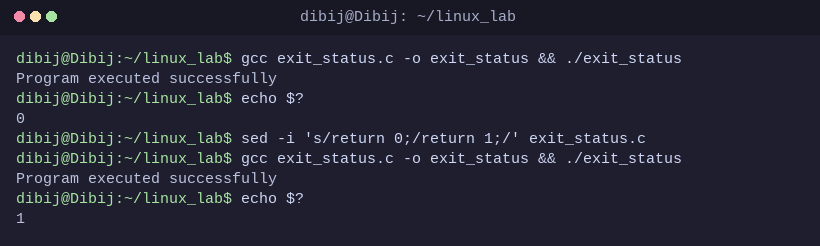 dibij@Dibij: ~/linux_lab
dibij@Dibij:~/linux_lab$ gcc exit_status.c -o exit_status && ./exit_status
Program executed successfully
dibij@Dibij:~/linux_lab$ echo $?
0
dibij@Dibij:~/linux_lab$ sed -i 's/return 0;/return 1;/' exit_status.c
dibij@Dibij:~/linux_lab$ gcc exit_status.c -o exit_status && ./exit_status
Program executed successfully
dibij@Dibij:~/linux_lab$ echo $?
1